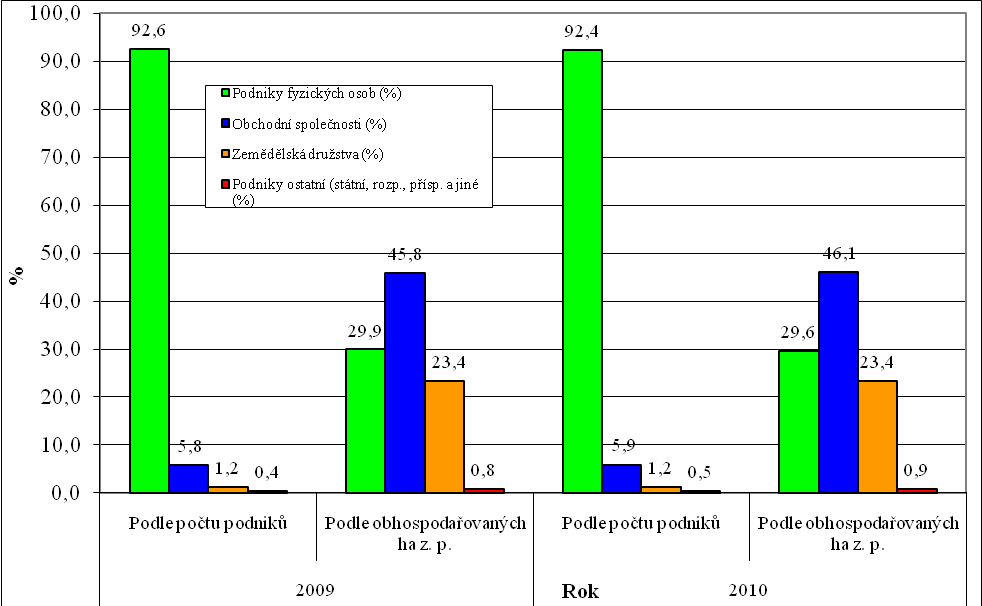 100,0
90,0
80,0
70,0
60,0
50,0
40,0
30,0
20,0
10,0
0,0
%
92,6
5,8
1,2
0,4
29,9
45,8
23,4
0,8
92,4
5,9
1,2
0,5
29,6
46,1
23,4
0,9
Podniky fyzických osob (%)
Obchodní společnosti (%)
Zemědělská družstva (%)
Podniky ostatní (státní, rozp., přísp. a jiné
(%)
Podle počtu podniků
Podle obhospodařovaných
ha z. p.
Podle počtu podniků
Podle obhospodařovaných
ha z. p.
2009
Rok
2010